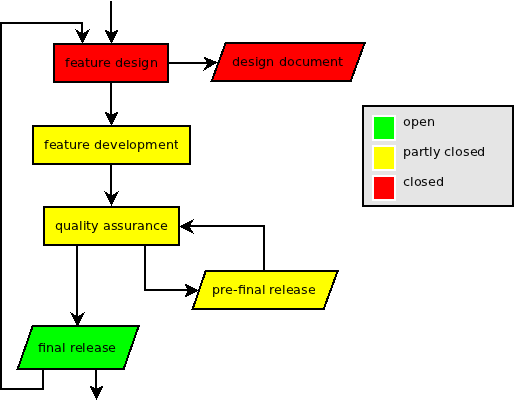 feature design
design document
open
partly closed
closed
feature development
quality assurance
pre-final release
final release